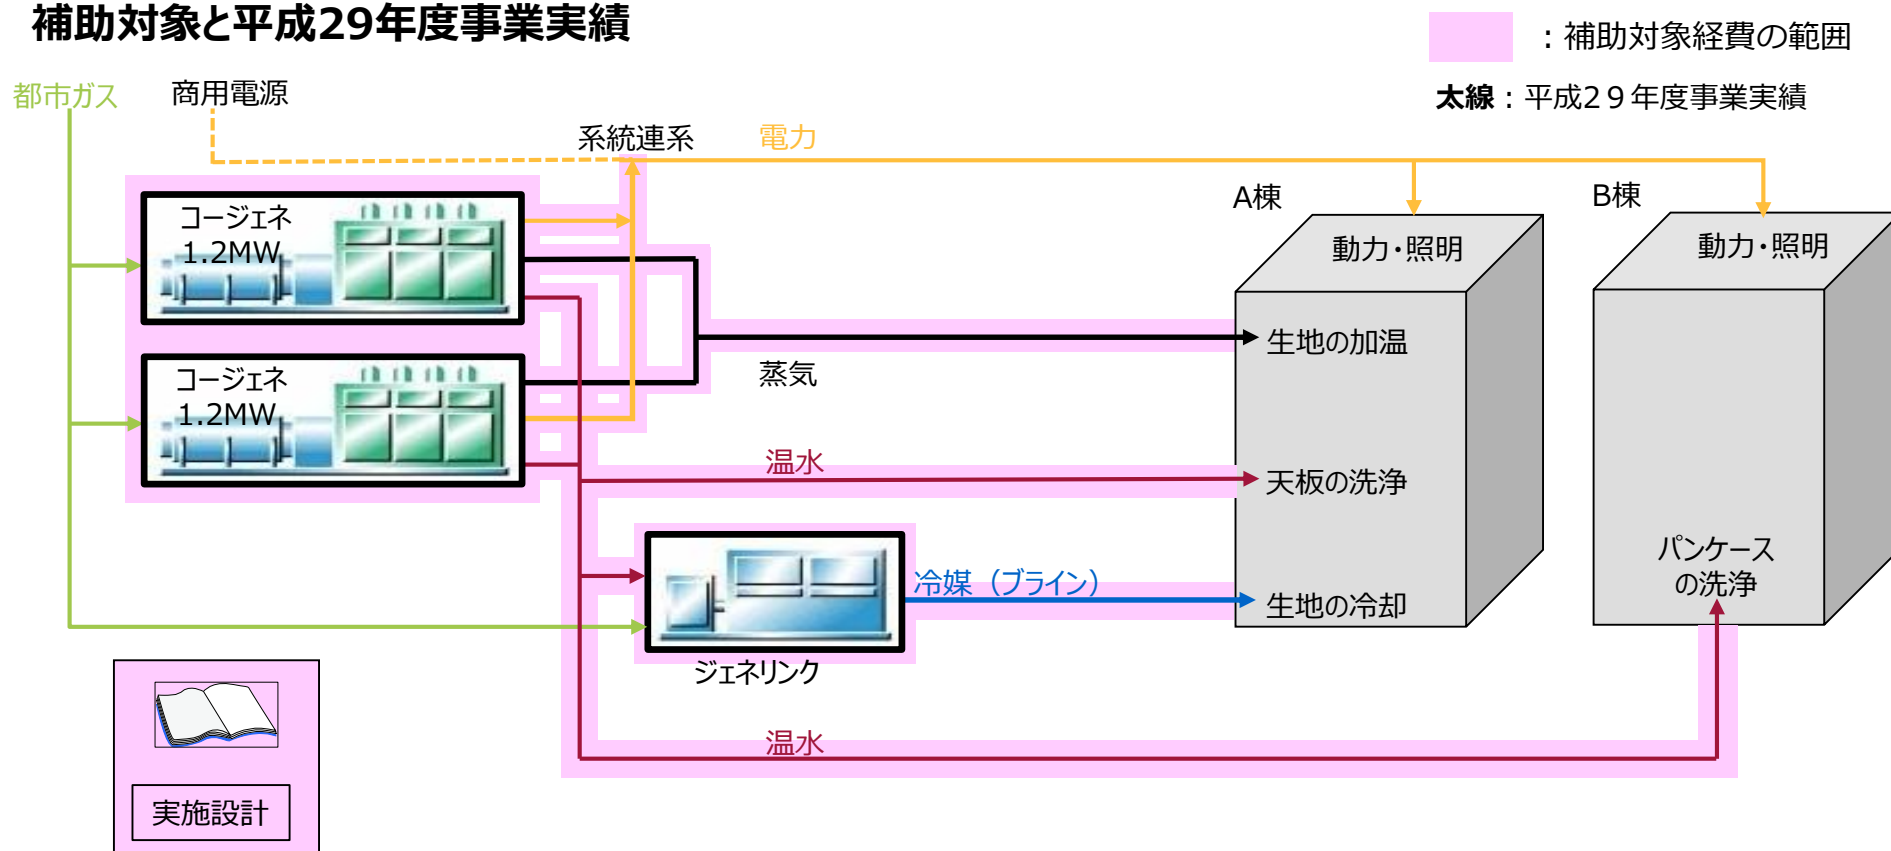 補助対象と平成29年度事業実績
：補助対象経費の範囲
太線：平成２９年度事業実績
都市ガス
商用電源
系統連系
電力
A棟
B棟
コージェネ
1.2MW
動力・照明
動力・照明
生地の加温
蒸気
コージェネ
1.2MW
温水
天板の洗浄
パンケース
の洗浄
冷媒（ブライン）
生地の冷却
ジェネリンク
温水
実施設計